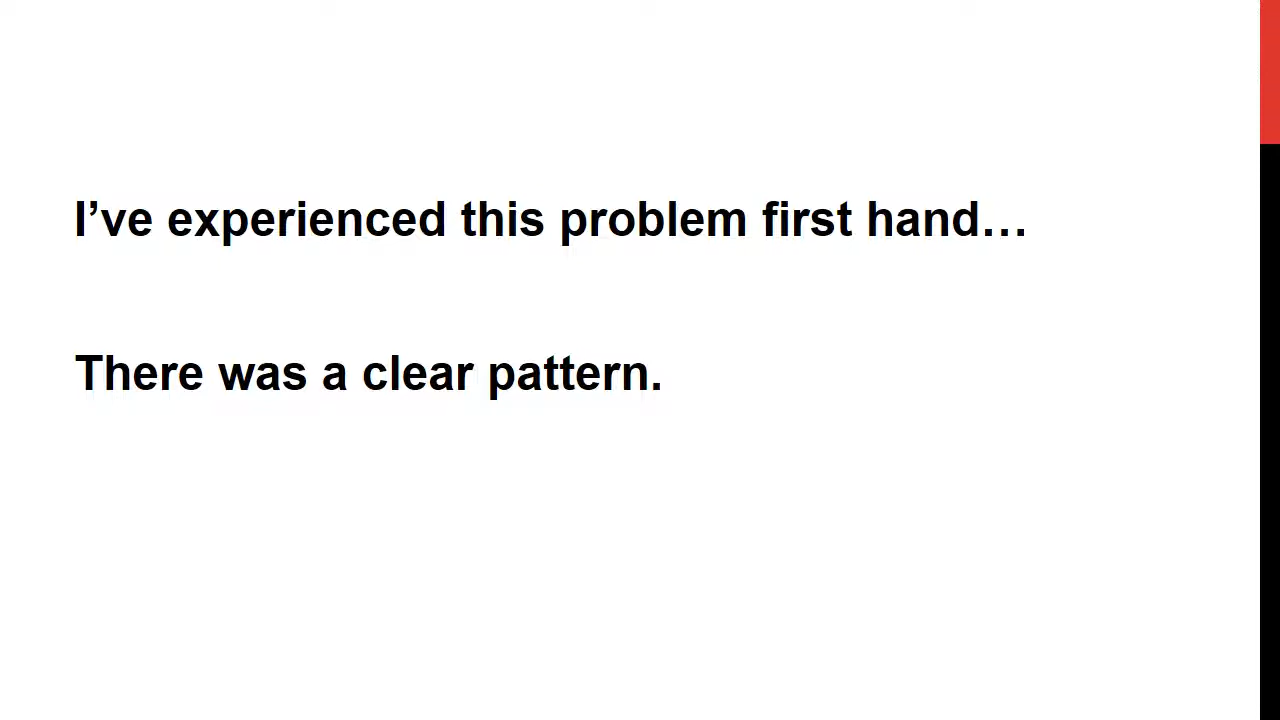 I’ve experienced this problem first hand…
There was a clear pattern.